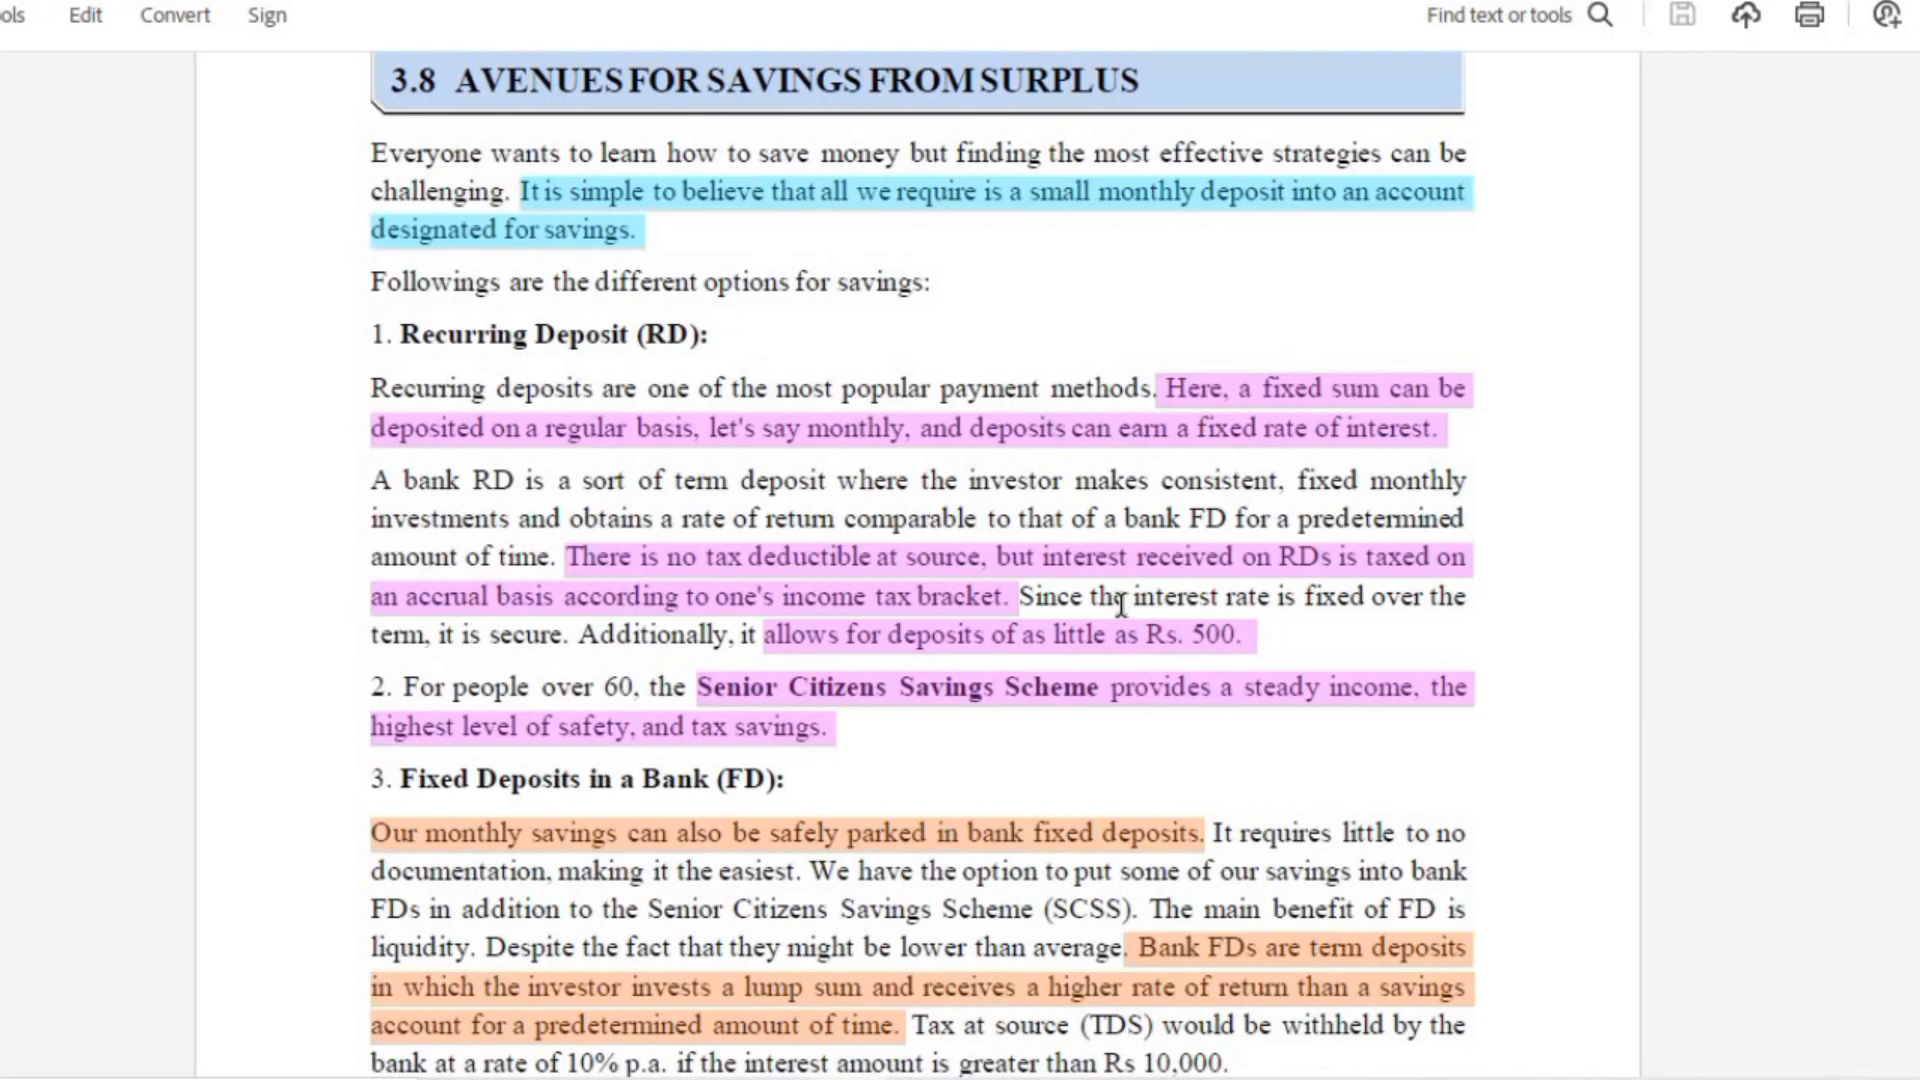 ols Edit Convert Sign Find text or tools
3.8 AVENUES FOR SAVINGS FROM SURPLUS
Everyone wants to learn how to save money but finding the most effective strategies can be
challenging. It is simple to believe that all we require is a small monthly deposit into an account
designated for savings.
Followings are the different options for savings:
1. Recurring Deposit (RD):
Recurring deposits are one of the most popular payment methods. Here, a fixed sum can be
deposited on a regular basis, let's say monthly, and deposits can earn a fixed rate of interest.
A bank RD is a sort of term deposit where the investor makes consistent, fixed monthly
investments and obtains a rate of return comparable to that of a bank FD for a predetermined
amount of time. There is no tax deductible at source, but interest received on RDs is taxed on
an accrual basis according to one's income tax bracket. Since the interest rate is fixed over the
term, it is secure. Additionally, it allows for deposits of as little as Rs. 500.
2. For people over 60, the Senior Citizens Savings Scheme provides a steady income, the
highest level of safety, and tax savings.
3. Fixed Deposits in a Bank (FD):
Our monthly savings can also be safely parked in bank fixed deposits. It requires little to no
documentation, making it the easiest. We have the option to put some of our savings into bank
FDs in addition to the Senior Citizens Savings Scheme (SCSS). The main benefit of FD is
liquidity. Despite the fact that they might be lower than average. Bank FDs are term deposits
in which the investor invests a lump sum and receives a higher rate of return than a savings
account for a predetermined amount of time. Tax at source (TDS) would be withheld by the
bank at a rate of 10% p.a. if the interest amount is greater than Rs 10,000.